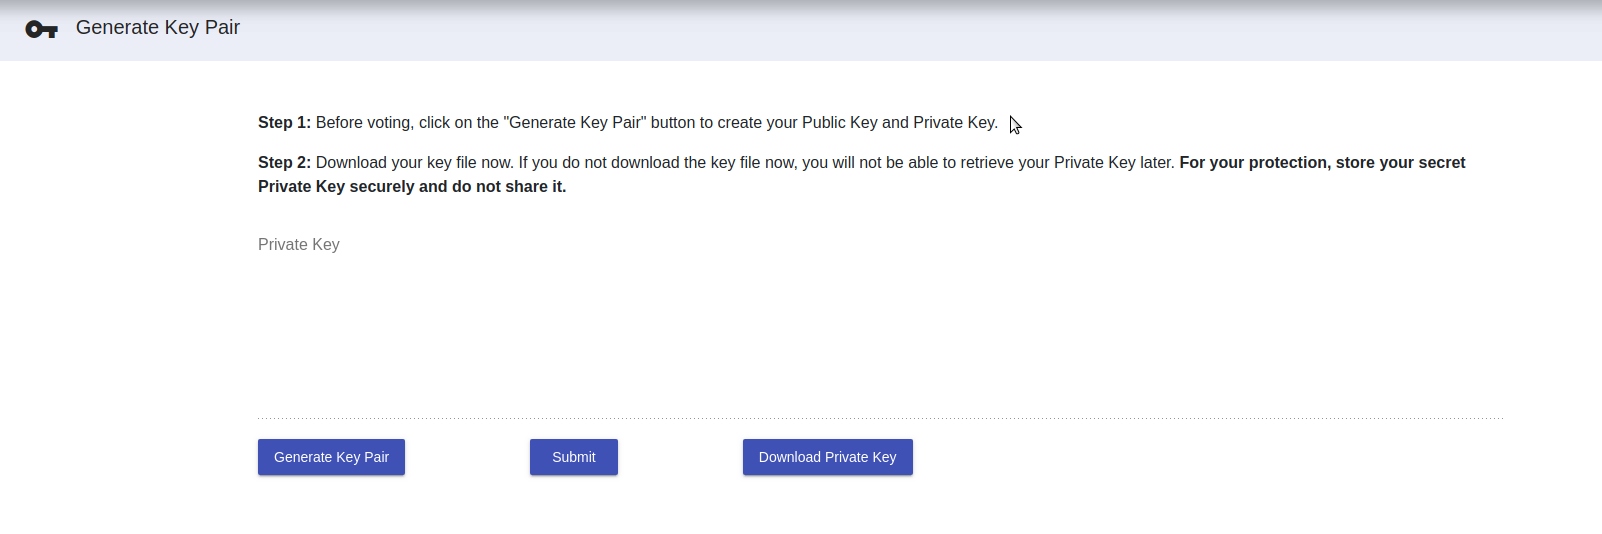 Generate Key Pair
Step 1: Before voting, click on the "Generate Key Pair" button to create your Public Key and Private Key.
Step 2: Download your key file now. If you do not download the key file now, you will not be able to retrieve your Private Key later. For your protection, store your secret
Private Key securely and do not share it.
Private Key
Generate Key Pair
Submit
Download Private Key